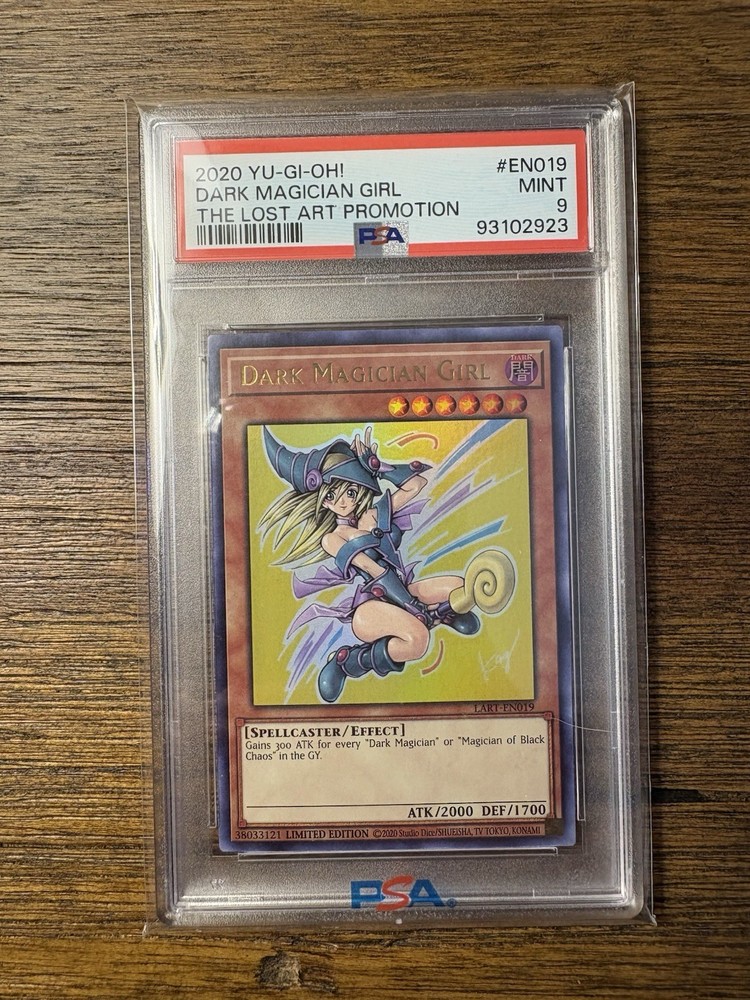 2020 YU-GI-OH! #EN019
DARK MAGICIAN GIRL MINT
THE LOST ART PROMOTION 9
PSA 93102923
DARK MAGICIAN GIRL
DARK
闇
LART-EN019
[SPELLCASTER/EFFECT]
Gains 300 ATK for every "Dark Magician" or "Magician of Black
Chaos" in the GY.
ATK/2000 DEF/1700
38033121 LIMITED EDITION ©2020 Studio Dice/SHUEISHA, TV TOKYO, KONAMI
PSA®